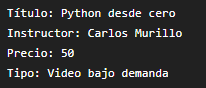 Título: Python desde cero
Instructor: Carlos Murillo
Precio: 50
Tipo: Video bajo demanda